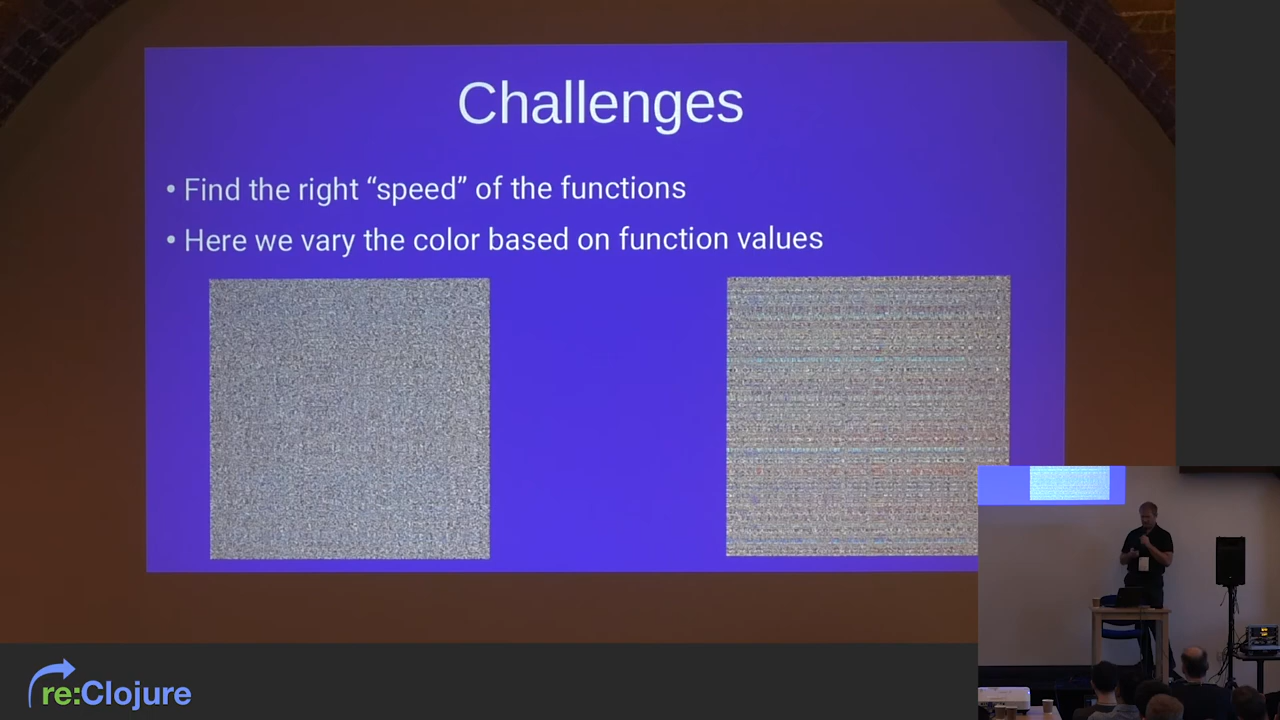 Challenges
• Find the right “speed” of the functions
• Here we vary the color based on function values
re:Clojure